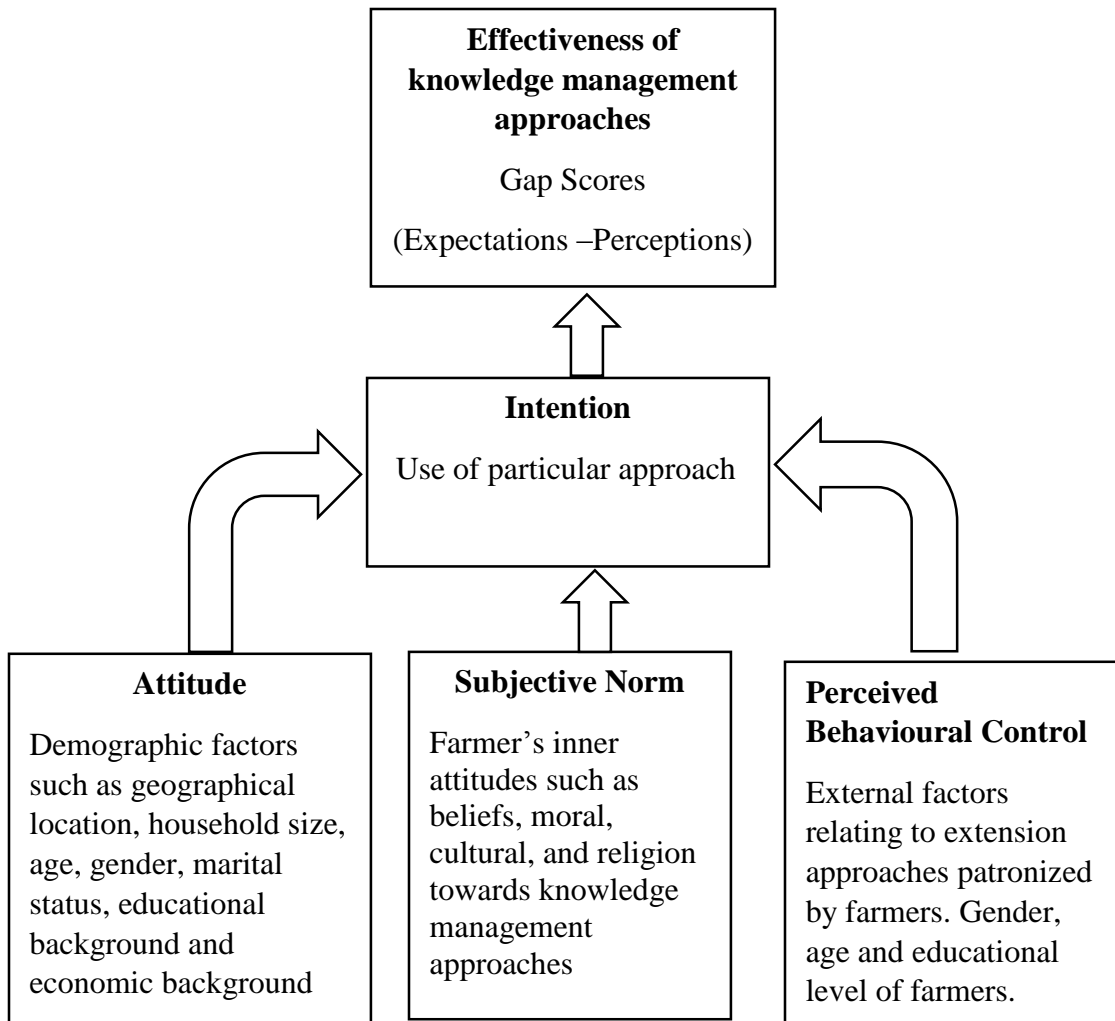 Effectiveness of
knowledge management
approaches
Gap Scores
(Expectations –Perceptions)
Intention
Use of particular approach
Attitude
Demographic factors
such as geographical
location, household size,
age, gender, marital
status, educational
background and
economic background
Subjective Norm
Farmer’s inner
attitudes such as
beliefs, moral,
cultural, and religion
towards knowledge
management
approaches
Perceived
Behavioural Control
External factors
relating to extension
approaches patronized
by farmers. Gender,
age and educational
level of farmers.